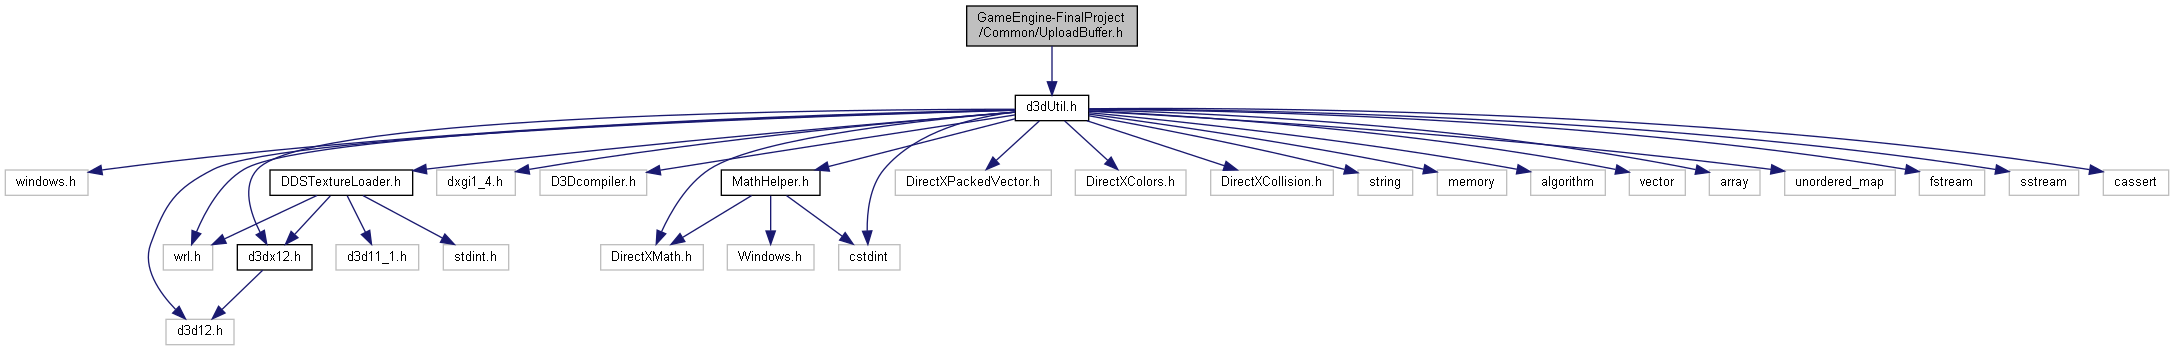 GameEngine-FinalProject
/Common/UploadBuffer.h
d3dUtil.h
windows.h
DDSTextureLoader.h
dxgi1_4.h
D3Dcompiler.h
MathHelper.h
DirectXPackedVector.h
DirectXColors.h
DirectXCollision.h
string
memory
algorithm
vector
array
unordered_map
fstream
sstream
cassert
wrl.h
d3dx12.h
d3d11_1.h
stdint.h
DirectXMath.h
Windows.h
cstdint
d3d12.h